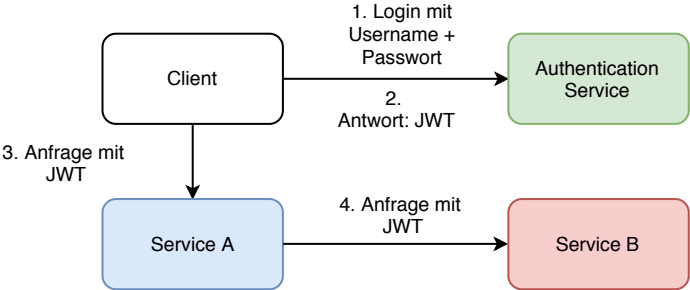 1. Login mit
Username +
Passwort
Client
Authentication
Service
2.
Antwort: JWT
3. Anfrage mit
JWT
4. Anfrage mit
JWT
Service A
Service B